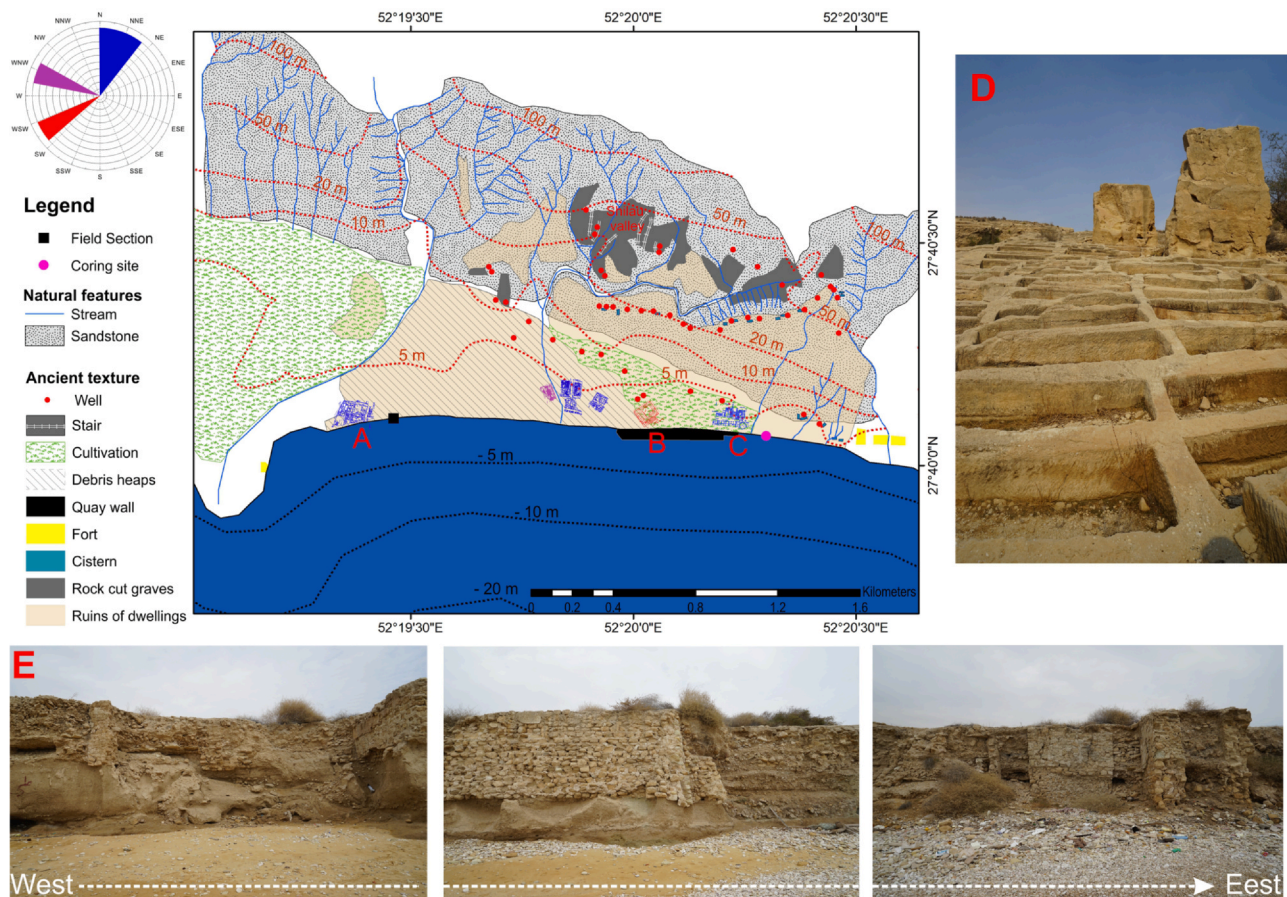 52°19'30"E 52°20'00"E 52°20'30"E
N
NNW NNE
NW NE
WNW ENE
W E
WSW ESE
SW SE
SSW SSE
S
Legend
Field Section
Coring site
Natural features
Stream
Sandstone
Ancient texture
Well
Stair
Cultivation
Debris heaps
Quay wall
Fort
Cistern
Rock cut graves
Ruins of dwellings
100 m
50 m
20 m
10 m
100 m
50 m
100 m
Shilau
valley
50 m
20 m
10 m
5 m
5 m
A
B
C
- 5 m
- 10 m
- 20 m
Kilometers
0 0.2 0.4 0.8 1.2 1.6
27°40'30"N
27°40'0"N
52°19'30"E 52°20'0"E 52°20'30"E
D
E
West Eest